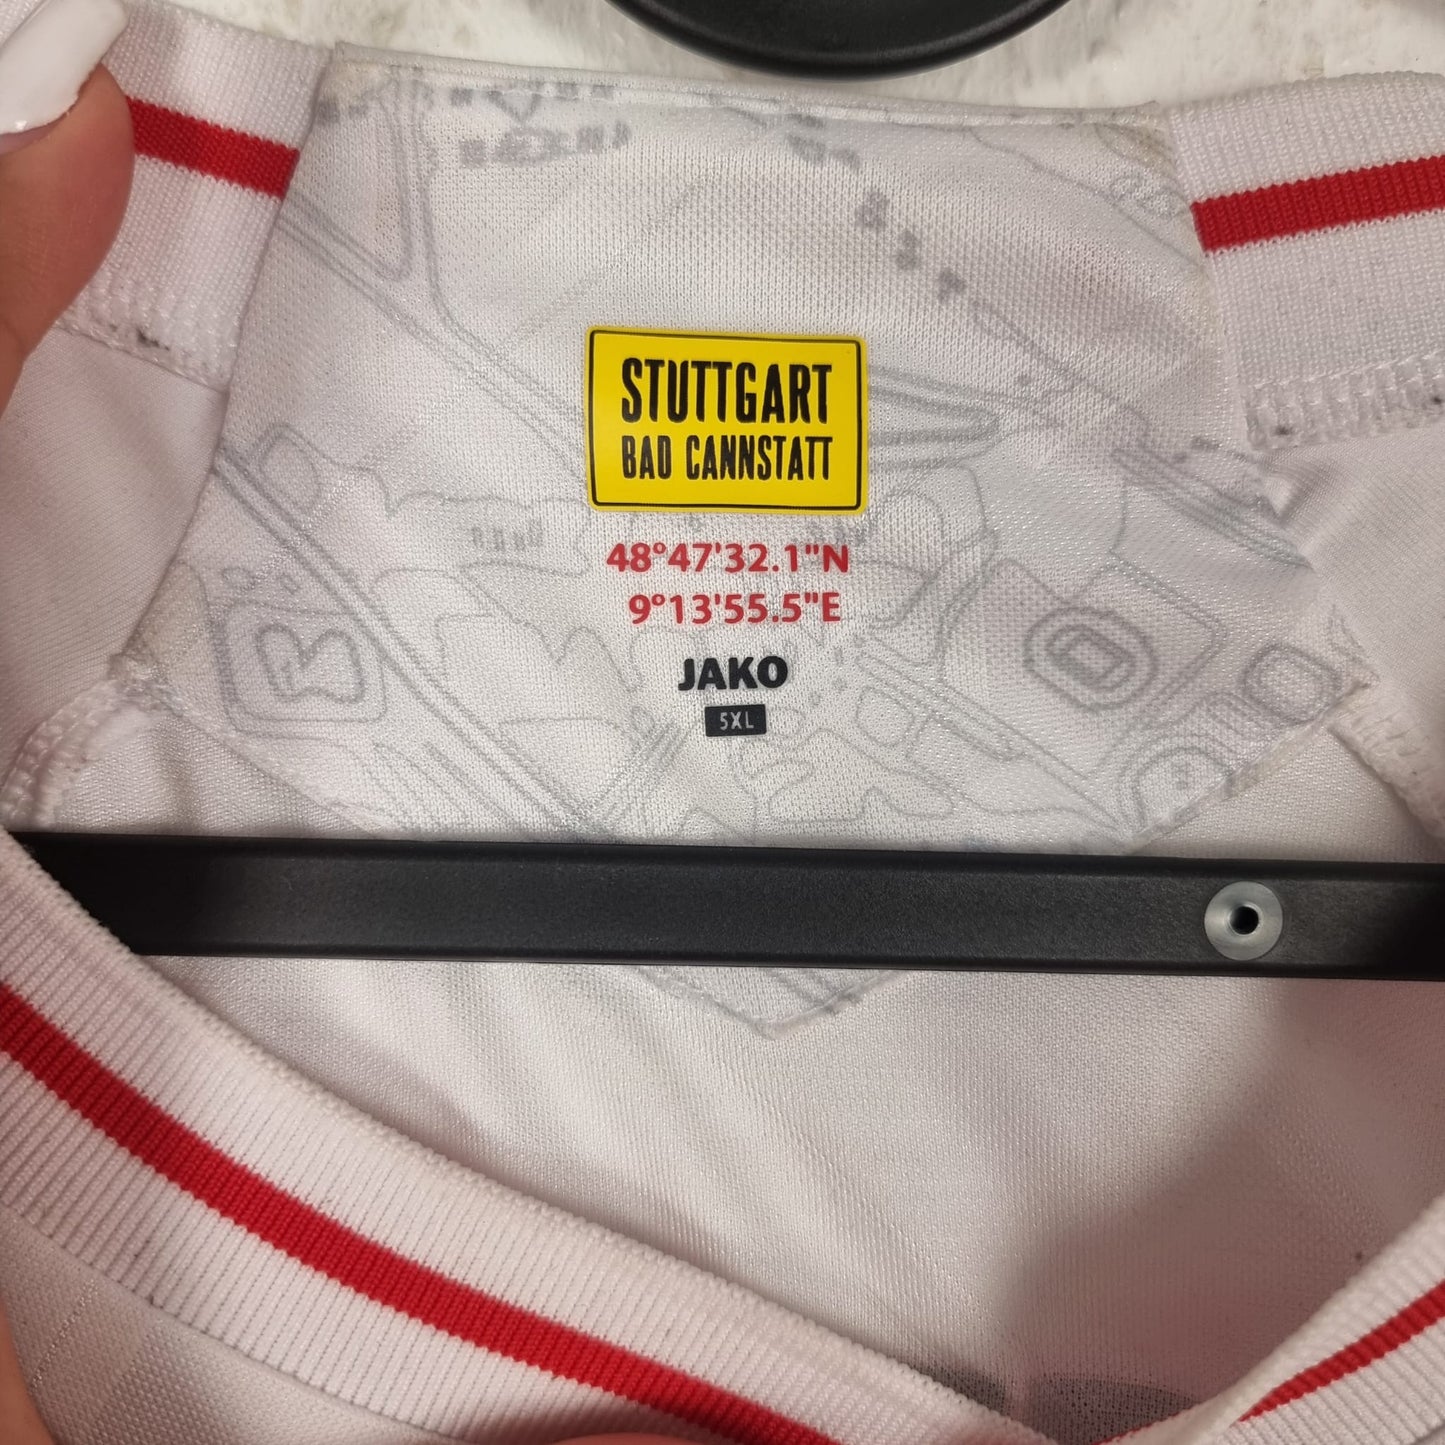 STUTTGART
BAD CANNSTATT
48°47'32.1"N
9°13'55.5"E
JAKO
5XL